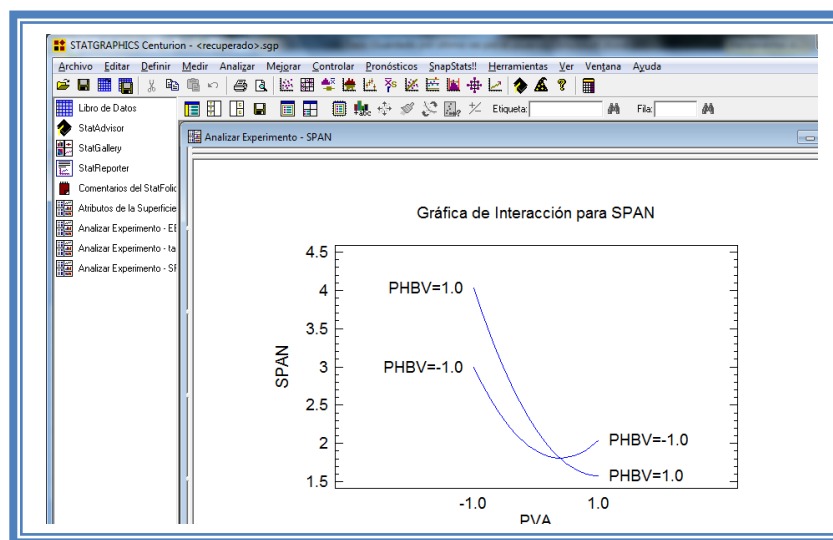 STATGRAPHICS Centurion - <recuperado>.sgp
Archivo Editar Definir Medir Analizar Mejorar Controlar Pronósticos SnapStats!! Herramientas Ver Ventana Ayuda
Etiqueta: Fila:
Libro de Datos
StatAdvisor
StatGallery
StatReporter
Comentarios del StatFolio
Atributos de la Superficie
Analizar Experimento - EE
Analizar Experimento - ta
Analizar Experimento - SF
Analizar Experimento - SPAN
Gráfica de Interacción para SPAN
4.5
4
3.5
3
2.5
2
1.5
SPAN
PHBV=1.0
PHBV=-1.0
PHBV=-1.0
PHBV=1.0
-1.0 1.0
PVA